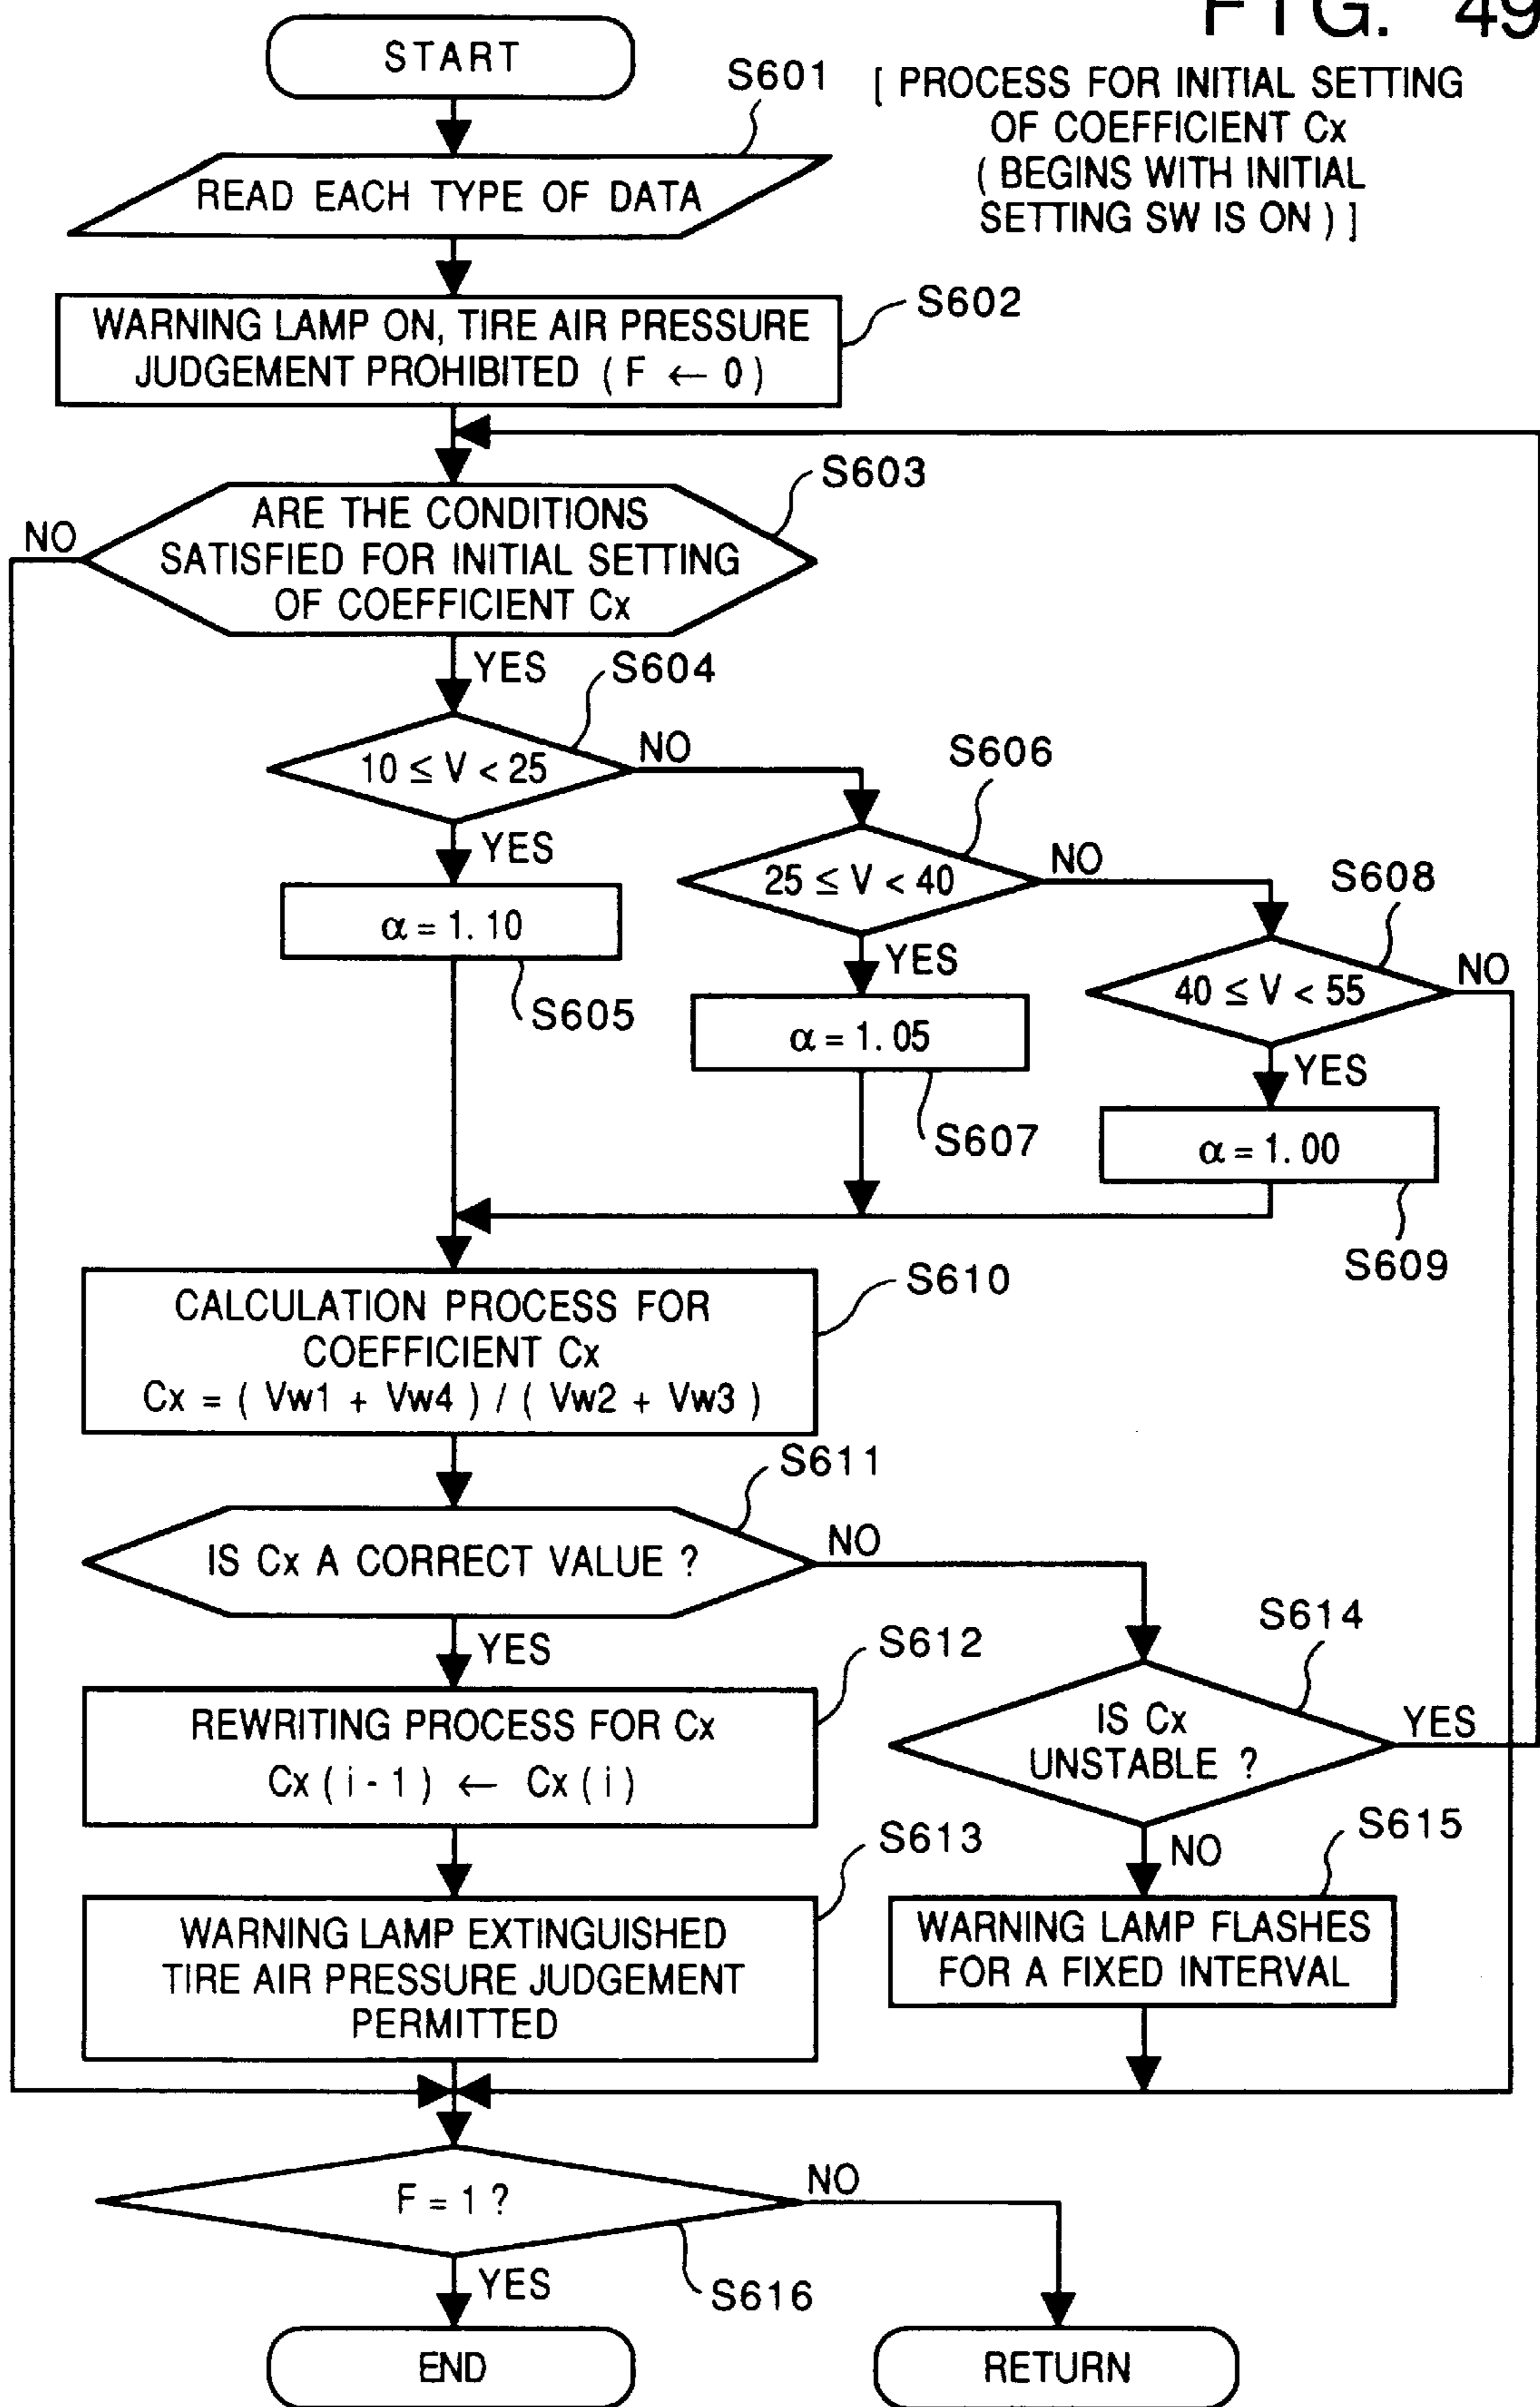 FIG. 49
[ PROCESS FOR INITIAL SETTING
OF COEFFICIENT Cx
( BEGINS WITH INITIAL
SETTING SW IS ON ) ]
START
S601
READ EACH TYPE OF DATA
S602
WARNING LAMP ON, TIRE AIR PRESSURE
JUDGEMENT PROHIBITED ( F ← 0 )
S603
ARE THE CONDITIONS
SATISFIED FOR INITIAL SETTING
OF COEFFICIENT Cx
NO
YES
S604
10 ≤ V < 25
NO
YES
S606
25 ≤ V < 40
NO
YES
S608
40 ≤ V < 55
NO
YES
α = 1. 10
S605
α = 1. 05
S607
α = 1. 00
S609
S610
CALCULATION PROCESS FOR
COEFFICIENT Cx
Cx = ( Vw1 + Vw4 ) / ( Vw2 + Vw3 )
S611
IS Cx A CORRECT VALUE ?
NO
YES
S612
REWRITING PROCESS FOR Cx
Cx ( i - 1 ) ← Cx ( i )
S614
IS Cx
UNSTABLE ?
YES
NO
S613
WARNING LAMP EXTINGUISHED
TIRE AIR PRESSURE JUDGEMENT
PERMITTED
S615
WARNING LAMP FLASHES
FOR A FIXED INTERVAL
F = 1 ?
NO
YES
S616
END
RETURN